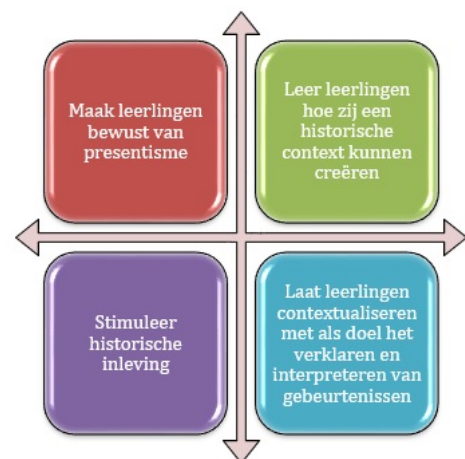 Maak leerlingen
bewust van
presentisme
Leer leerlingen
hoe zij een
historische
context kunnen
creëren
Stimuleer
historische
inleving
Laat leerlingen
contextualiseren
met als doel het
verklaren en
interpreteren van
gebeurtenissen